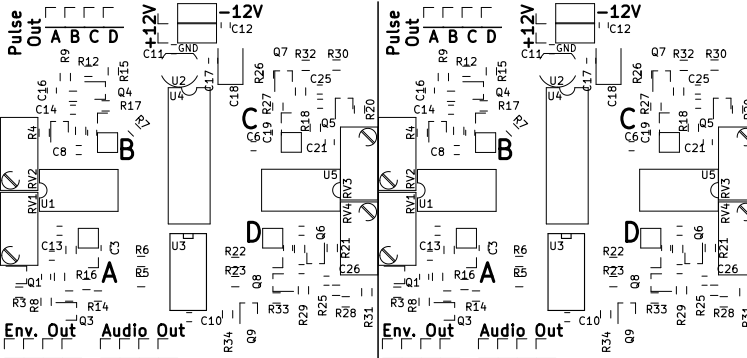 Pulse
Out
A B C D
+12V
-12V
GND
C12
C11
R9
R12
R15
C16
Q4
R17
C14
R7
R4
C8
B
U2
U4
C17
C18
Q7
R32
R30
R26
C25
R27
R18
C19
C
C6
Q5
R20
C21
RV2
RV1
U1
U5
RV3
RV4
C13
C3
R6
R5
R16
A
Q1
R3
R8
R14
Q3
U3
C10
D
R22
R23
Q6
R21
C26
Q8
R33
R29
R25
R28
R31
R34
Q9
Env. Out
Audio Out
Pulse
Out
A B C D
+12V
-12V
GND
C12
C11
R9
R12
R15
C16
Q4
R17
C14
R7
R4
C8
B
U2
U4
C17
C18
Q7
R32
R30
R26
C25
R27
R18
C19
C
C6
Q5
C21
RV2
RV1
U1
U5
RV3
RV4
C13
C3
R6
R5
R16
A
Q1
R3
R8
R14
Q3
U3
C10
D
R22
R23
Q6
R21
C26
Q8
R33
R29
R25
R28
R31
R34
Q9
Env. Out
Audio Out